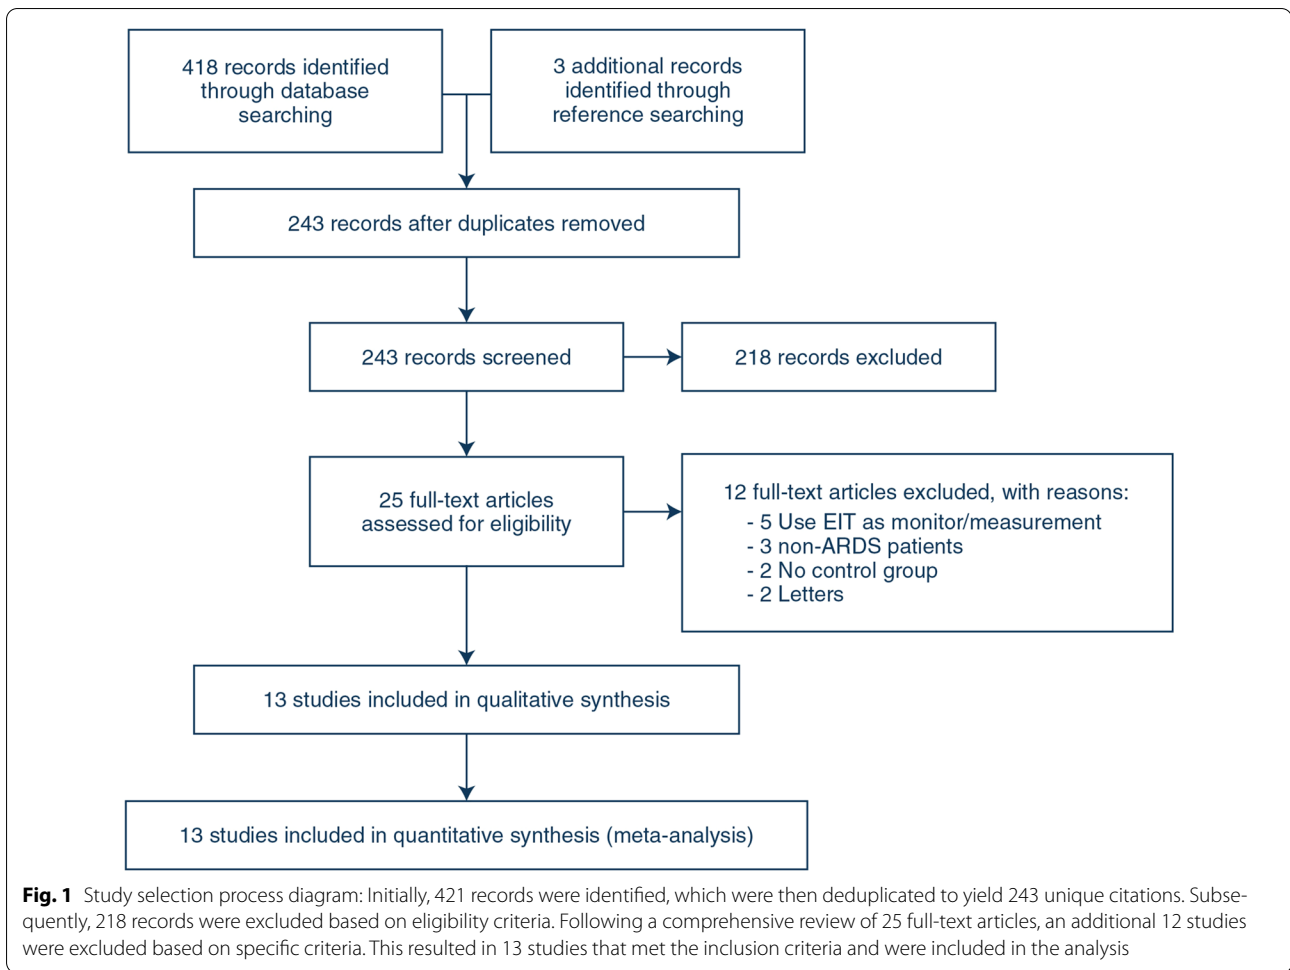 418 records identified
through database
searching
3 additional records
identified through
reference searching
243 records after duplicates removed
243 records screened
218 records excluded
25 full-text articles
assessed for eligibility
12 full-text articles excluded, with reasons:
- 5 Use EIT as monitor/measurement
- 3 non-ARDS patients
- 2 No control group
- 2 Letters
13 studies included in qualitative synthesis
13 studies included in quantitative synthesis (meta-analysis)
Fig. 1 Study selection process diagram: Initially, 421 records were identified, which were then deduplicated to yield 243 unique citations. Subse-
quently, 218 records were excluded based on eligibility criteria. Following a comprehensive review of 25 full-text articles, an additional 12 studies
were excluded based on specific criteria. This resulted in 13 studies that met the inclusion criteria and were included in the analysis